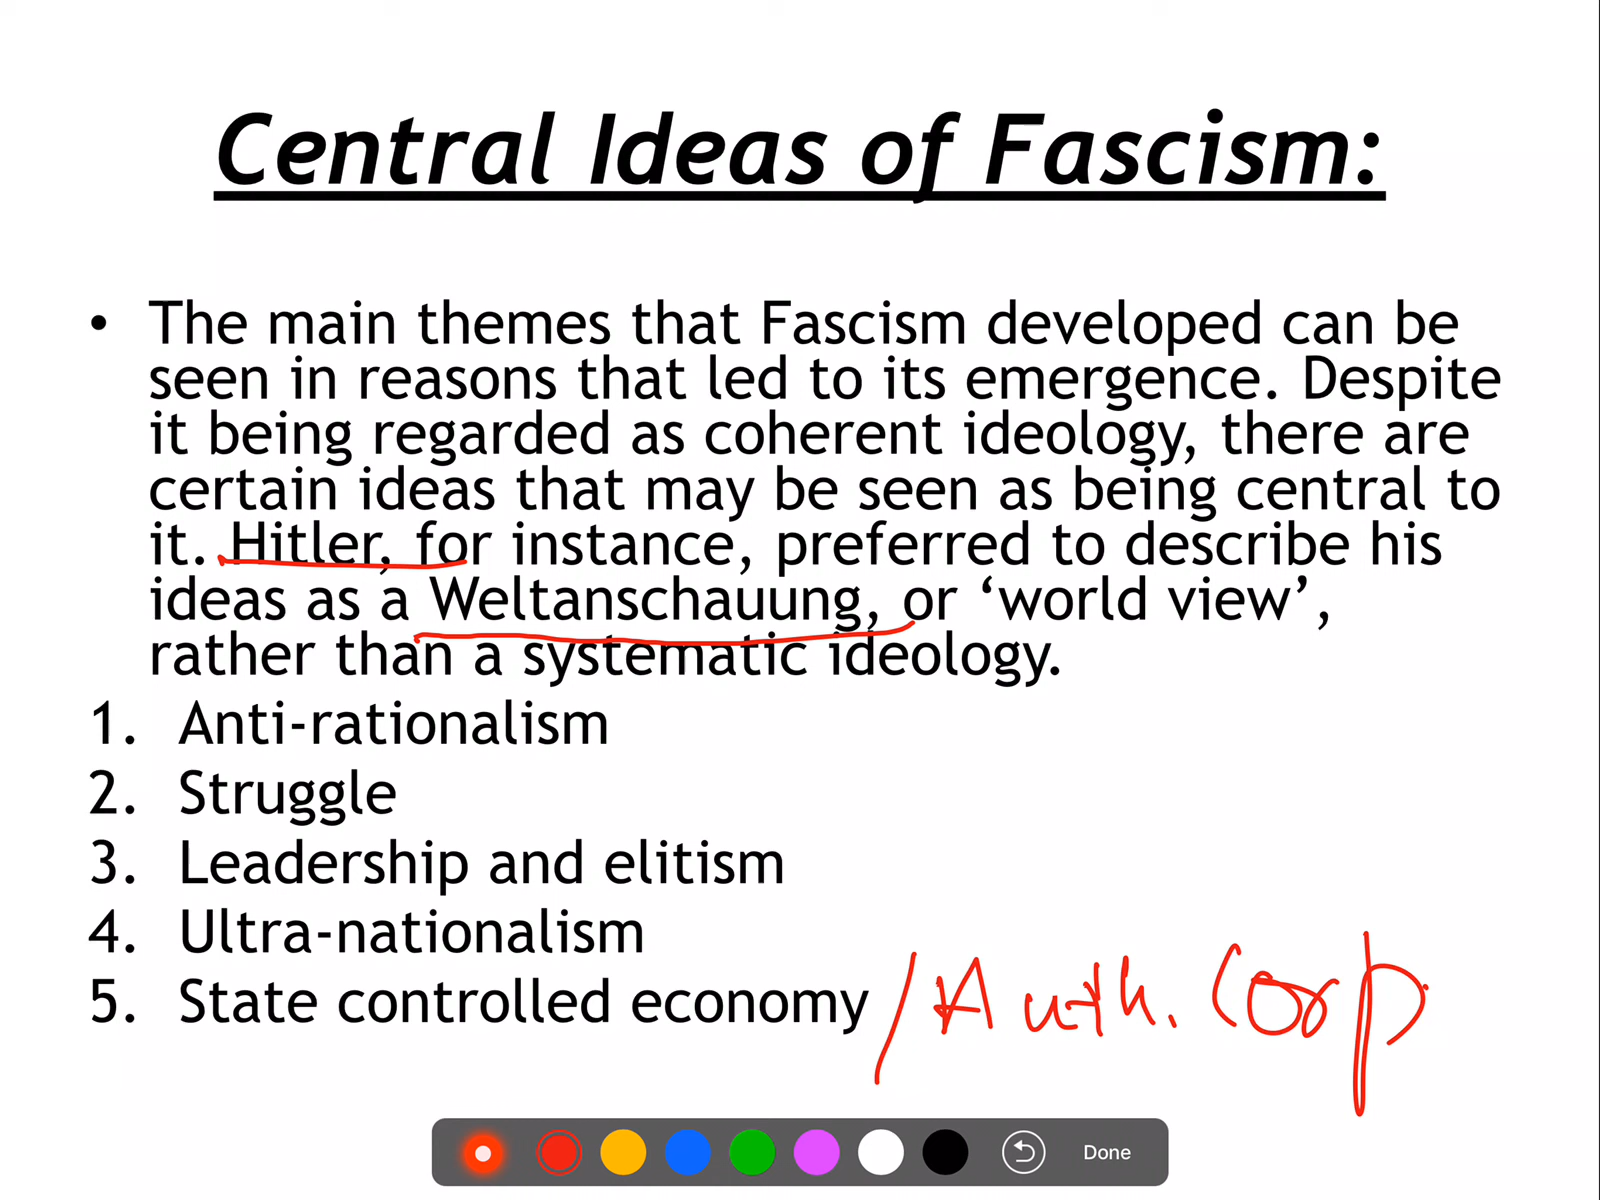 Central Ideas of Fascism:
• The main themes that Fascism developed can be
seen in reasons that led to its emergence. Despite
it being regarded as coherent ideology, there are
certain ideas that may be seen as being central to
it. Hitler, for instance, preferred to describe his
ideas as a Weltanschauung, or ‘world view’,
rather than a systematic ideology.
1. Anti-rationalism
2. Struggle
3. Leadership and elitism
4. Ultra-nationalism
5. State controlled economy / Auth. Corp
Done